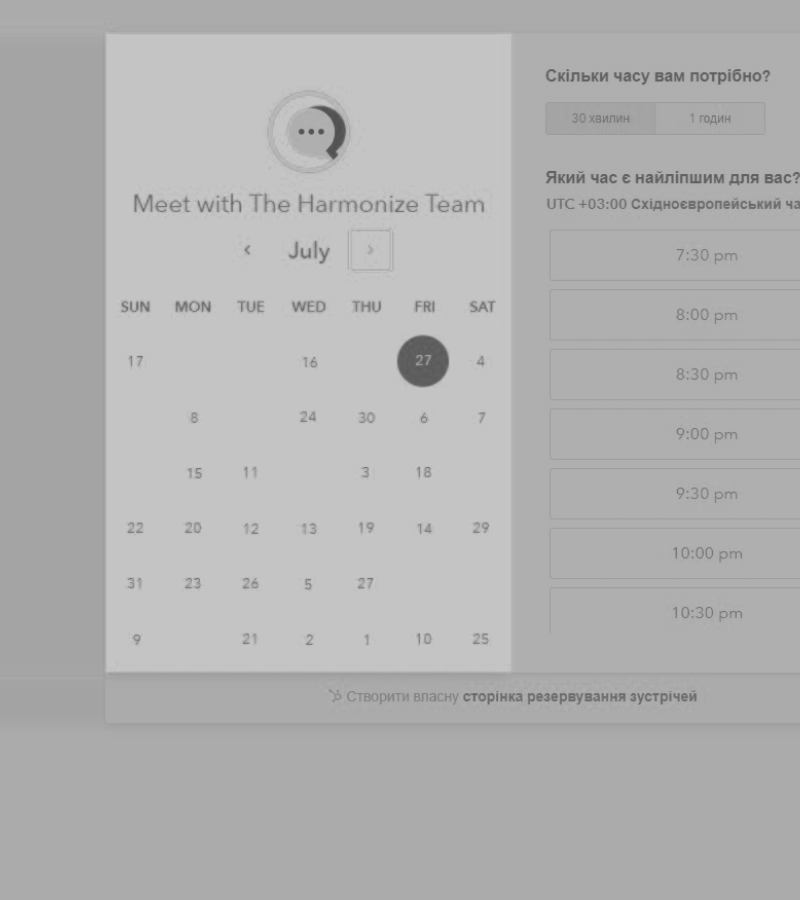 Meet with The Harmonize Team
July
SUN MON TUE WED THU FRI SAT
17 16 27 4
8 24 30 6 7
15 11 3 18
22 20 12 13 19 14 29
31 23 26 5 27
9 21 2 1 10 25
Скільки часу вам потрібно?
30 хвилин 1 годин
Який час є найліпшим для вас?
UTC +03:00 Східноєвропейський ча
7:30 pm
8:00 pm
8:30 pm
9:00 pm
9:30 pm
10:00 pm
10:30 pm
Створити власну сторінка резервування зустрічей